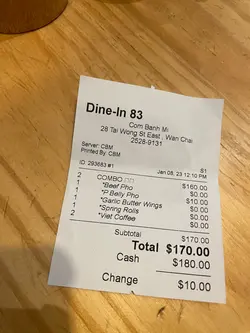 Dine-In 83
Com Banh Mi
28 Tai Wong St East , Wan Chai
2528-9131
Server: CBM
Printed By: CBM
S1
ID: 293683 #1 Jan 08, 23 12:10 PM
2 COMBO $160.00
1 *Beef Pho $0.00
1 *P Belly Pho $0.00
1 *Garlic Butter Wings $10.00
1 *Spring Rolls $0.00
2 *Viet Coffee $0.00
Subtotal $170.00
Total $170.00
Cash $180.00
Change $10.00